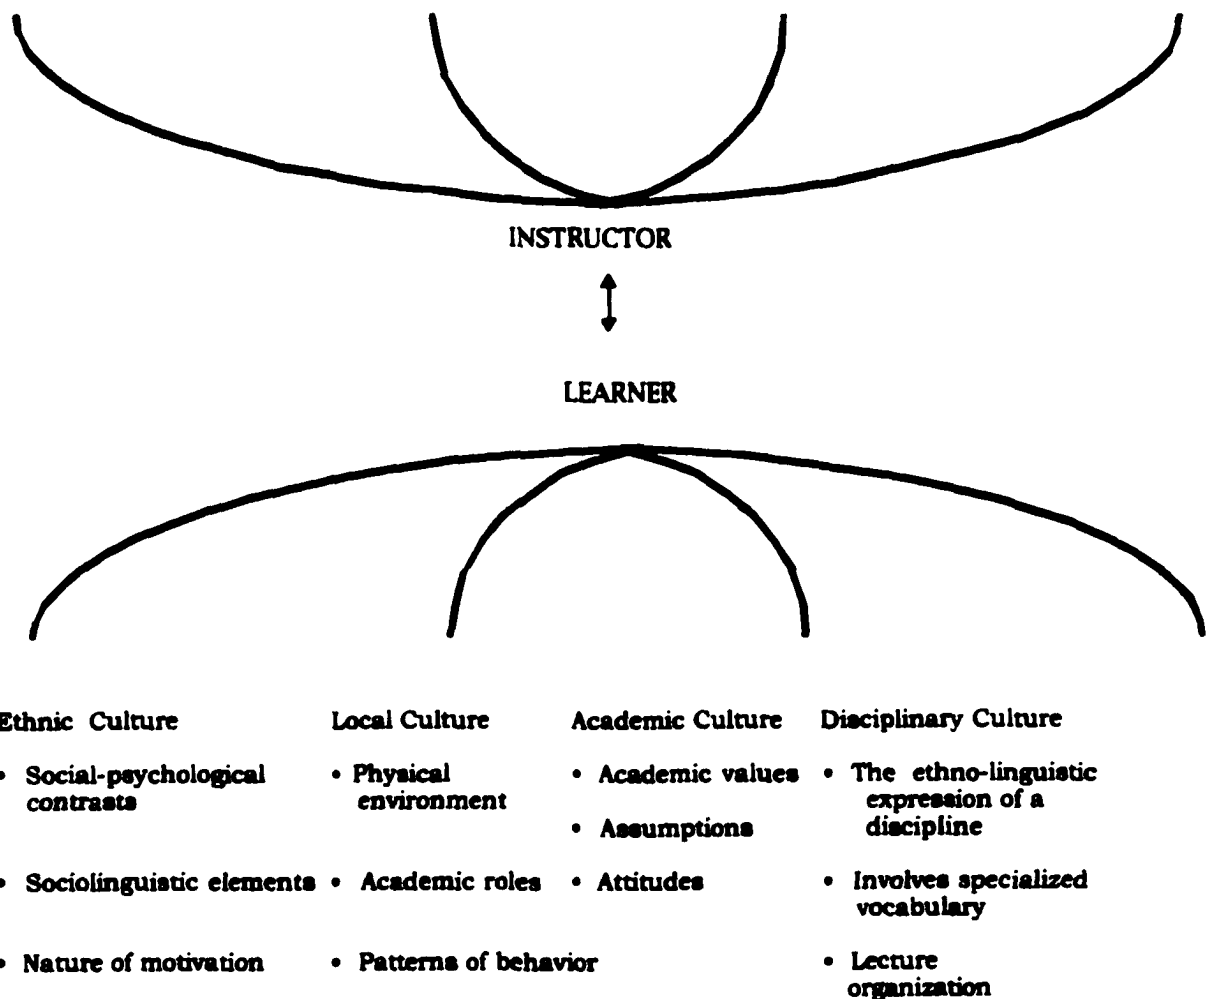 INSTRUCTOR
LEARNER
Ethnic Culture
• Social-psychological
contrasts
• Sociolinguistic elements
• Nature of motivation
Local Culture
• Physical
environment
• Academic roles
• Patterns of behavior
Academic Culture
• Academic values
• Assumptions
• Attitudes
Disciplinary Culture
• The ethno-linguistic
expression of a
discipline
• Involves specialized
vocabulary
• Lecture
organization